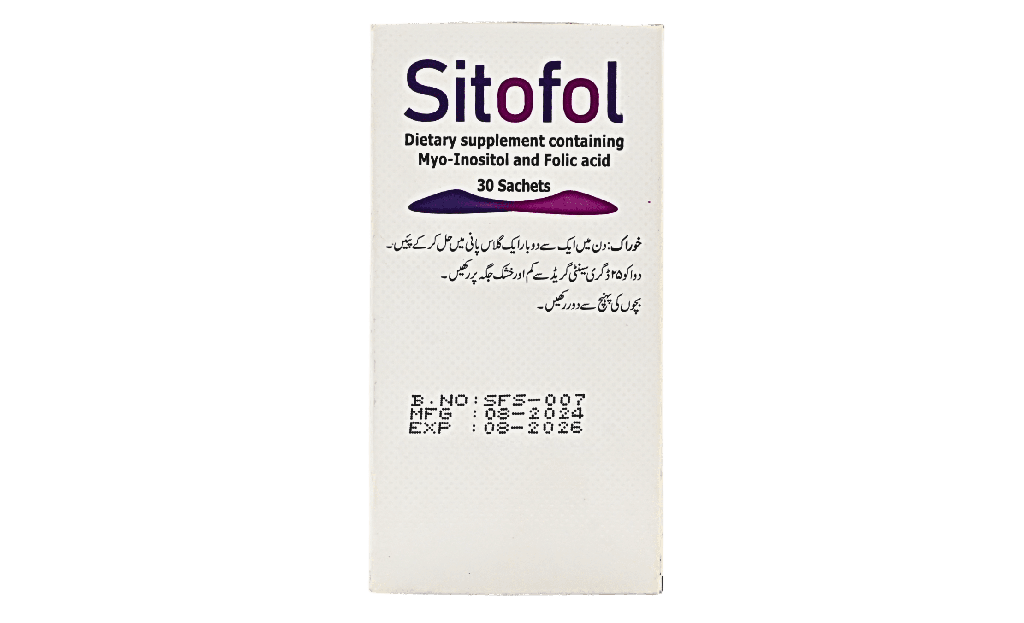 Sitofol
Dietary supplement containing
Myo-Inositol and Folic acid
30 Sachets
خوراک: دن میں ایک سے دو بار ایک گلاس پانی میں حل کر کے پئیں۔
دوا کو ۲۵ ڈگری سینٹی گریڈ سے کم اور خشک جگہ پر رکھیں۔
بچوں کی پہنچ سے دور رکھیں۔
B.NO:SFS-007
MFG :08-2024
EXP :08-2026